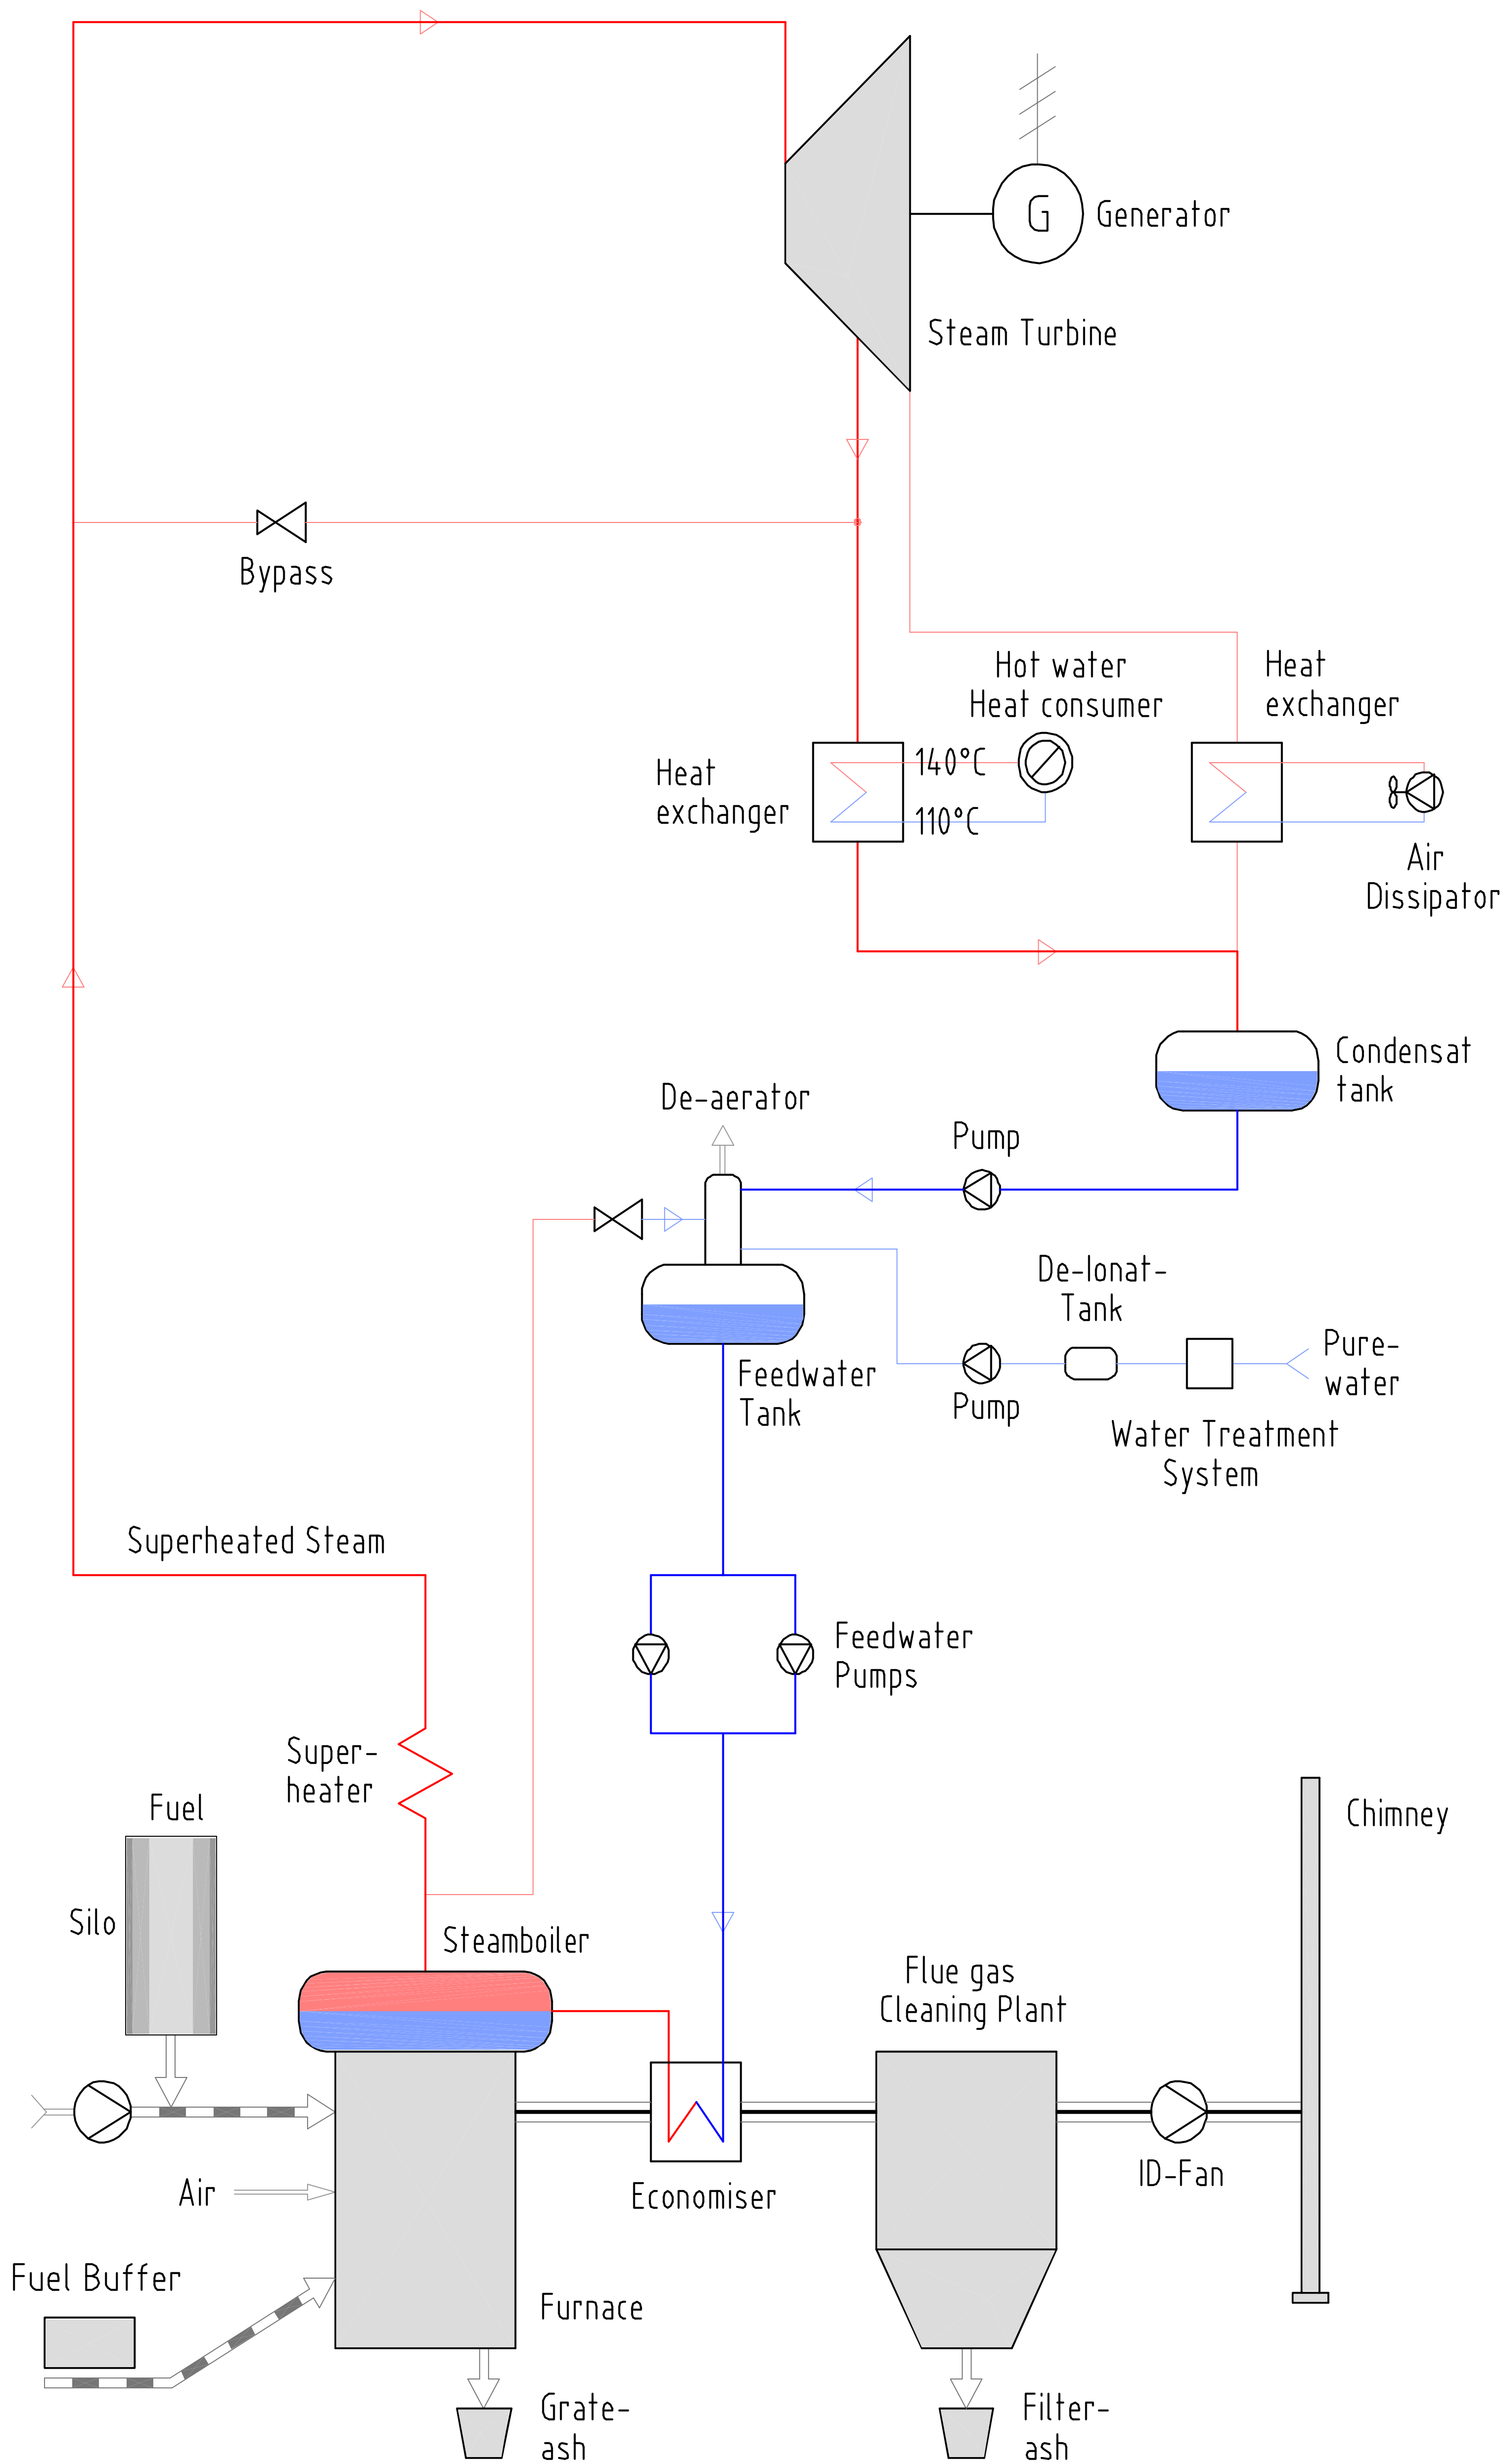 G
Generator
Steam Turbine
Bypass
Hot water
Heat consumer
Heat
exchanger
Heat
exchanger
140°C
110°C
Air
Dissipator
Condensat
tank
De-aerator
Pump
De-Ionat-
Tank
Pure-
water
Feedwater
Tank
Pump
Water Treatment
System
Superheated Steam
Feedwater
Pumps
Super-
heater
Fuel
Chimney
Silo
Steamboiler
Flue gas
Cleaning Plant
ID-Fan
Air
Economiser
Fuel Buffer
Furnace
Grate-
ash
Filter-
ash